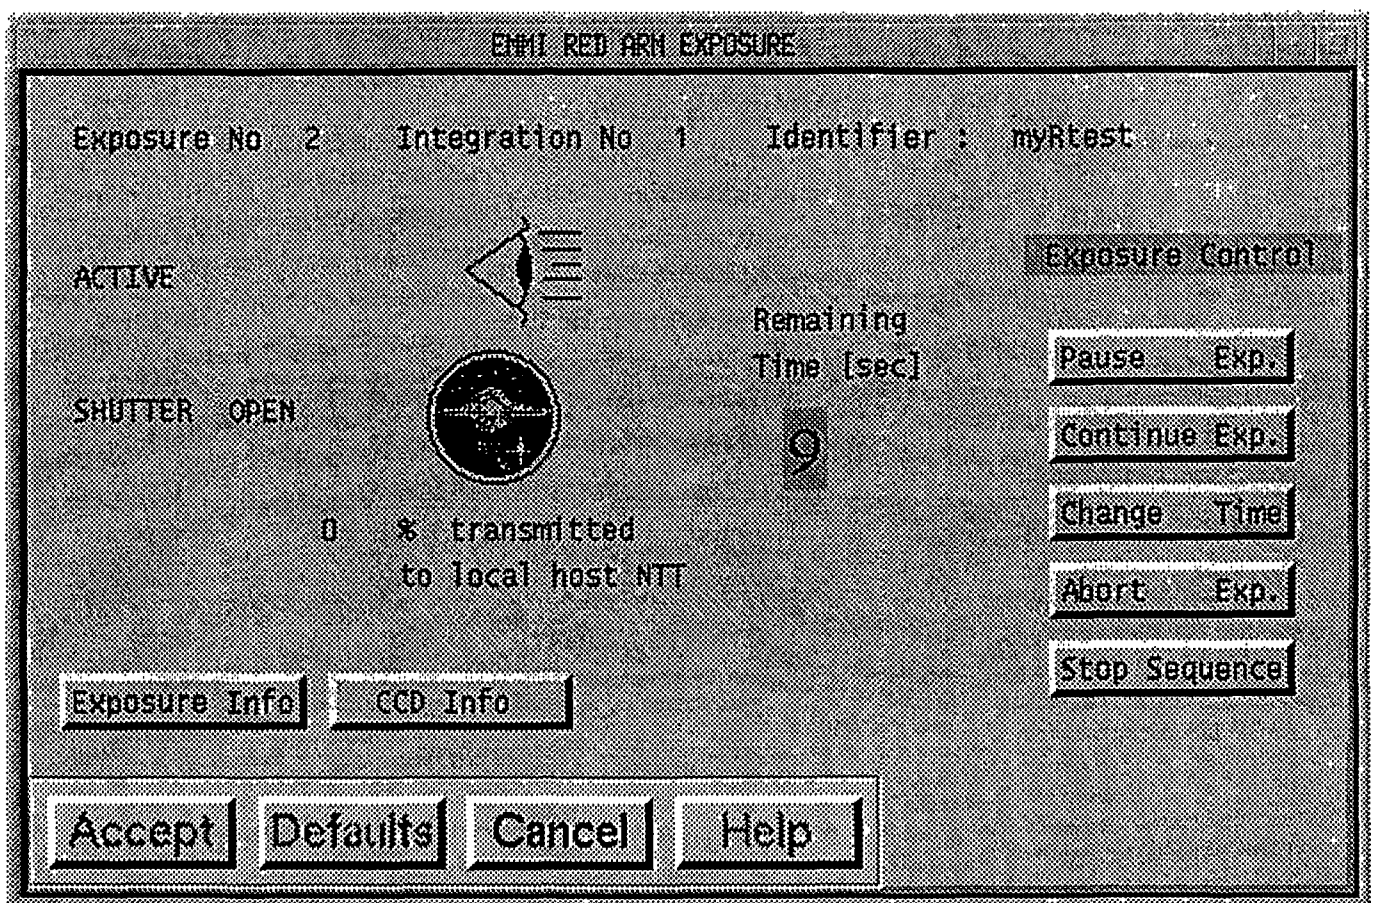 EMMI RED ARM EXPOSURE
Exposure No 2 Integration No 1 Identifier : myRtest
ACTIVE
Exposure Control
Remaining
Time [sec]
SHUTTER OPEN
9
Pause Exp.
Continue Exp.
Change Time
Abort Exp.
Stop Sequence
0 % transmitted
to local host NTT
Exposure Info CCD Info
Accept Defaults Cancel Help